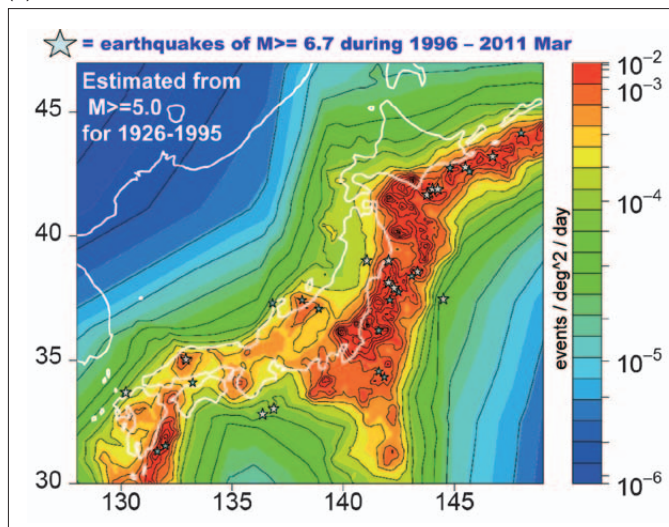 ☆ = earthquakes of M>= 6.7 during 1996 – 2011 Mar
Estimated from
M>=5.0
for 1926-1995
45
40
35
30
130
135
140
145
10^-2
10^-3
10^-4
10^-5
10^-6
events / deg^2 / day